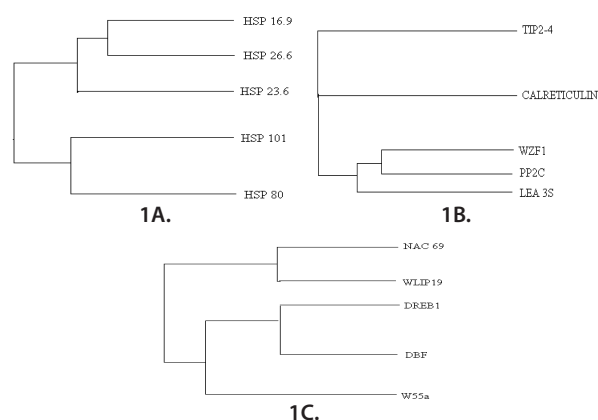 HSP 16.9
HSP 26.6
HSP 23.6
HSP 101
HSP 80
1A.
TIP2-4
CALRETICULIN
WZF1
PP2C
LEA 3S
1B.
NAC 69
WLIP19
DREB1
DBF
W55a
1C.